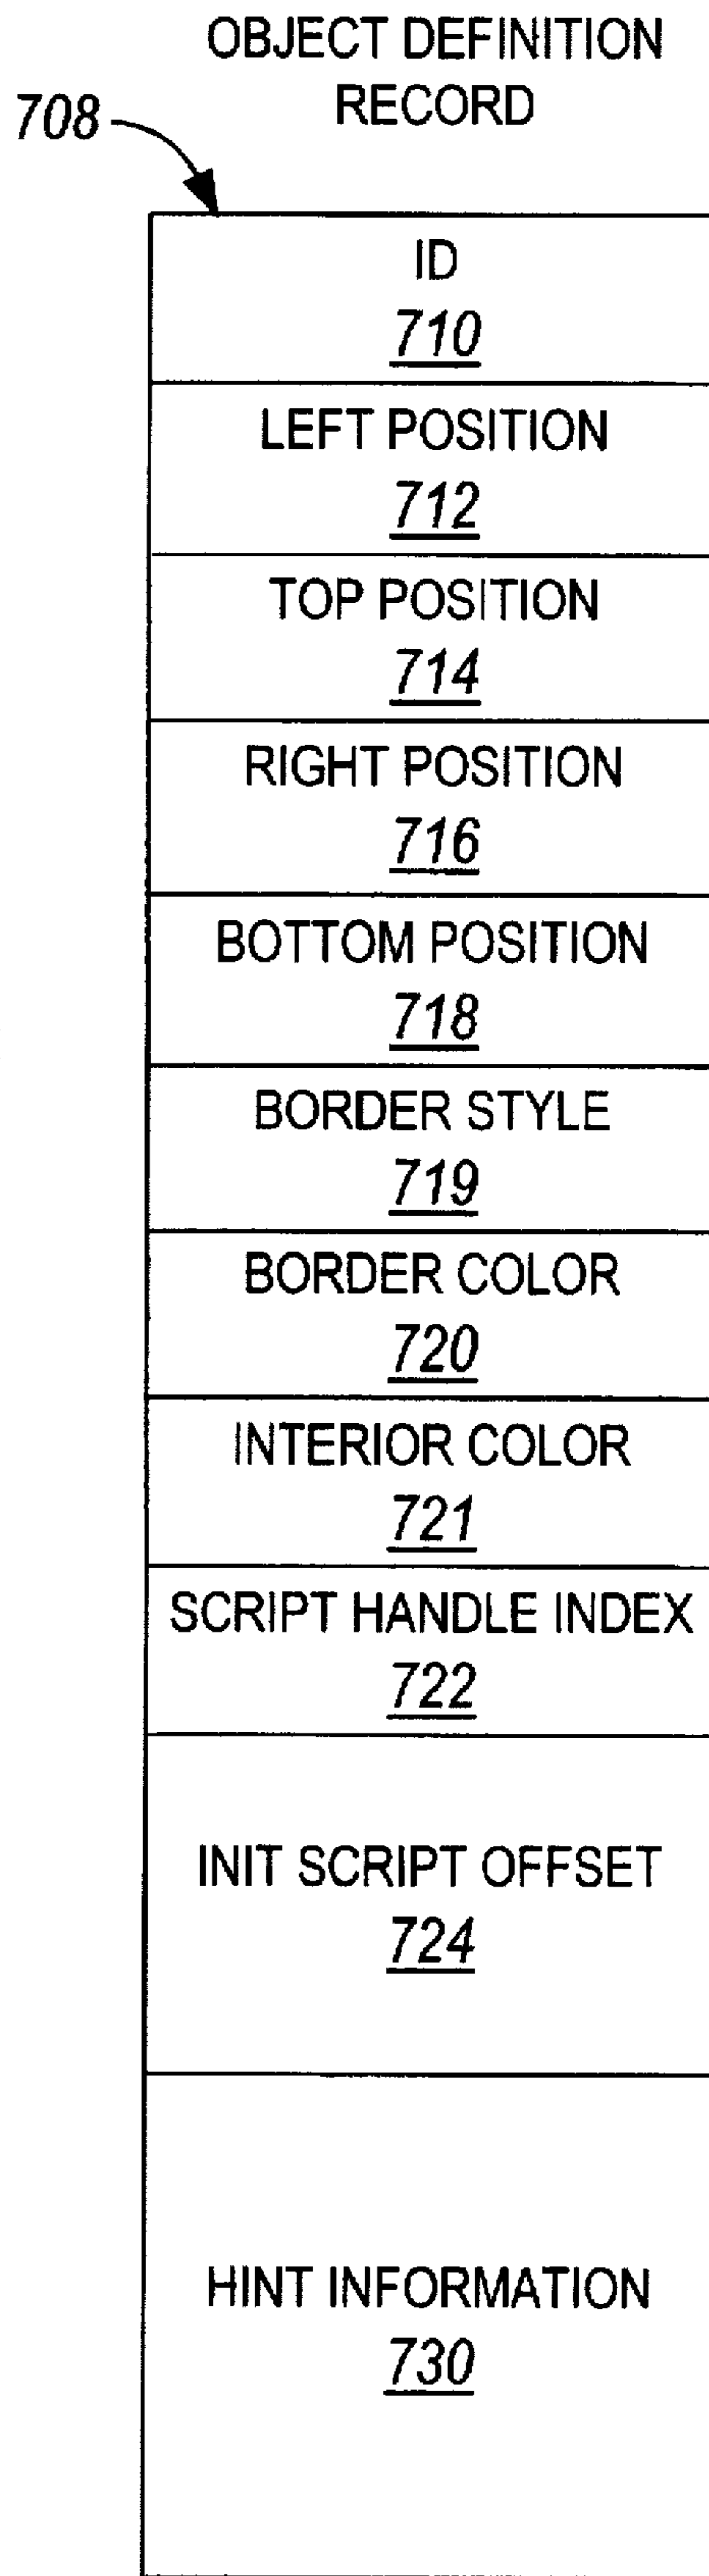 OBJECT DEFINITION
RECORD
708
ID
710
LEFT POSITION
712
TOP POSITION
714
RIGHT POSITION
716
BOTTOM POSITION
718
BORDER STYLE
719
BORDER COLOR
720
INTERIOR COLOR
721
SCRIPT HANDLE INDEX
722
INIT SCRIPT OFFSET
724
HINT INFORMATION
730